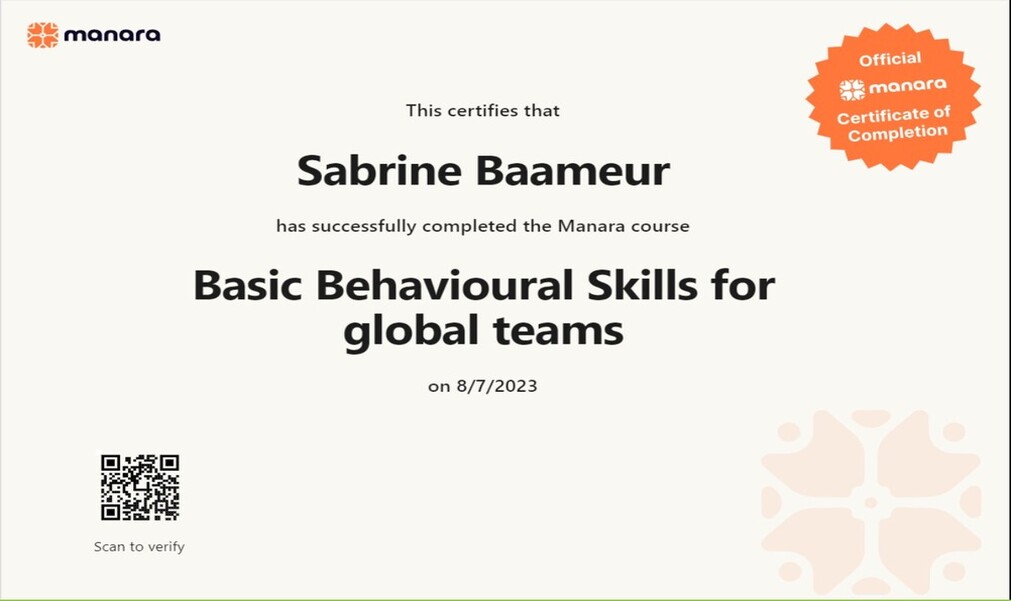 manara
Official
manara
Certificate of
Completion
This certifies that
Sabrine Baameur
has successfully completed the Manara course
Basic Behavioural Skills for
global teams
on 8/7/2023
Scan to verify